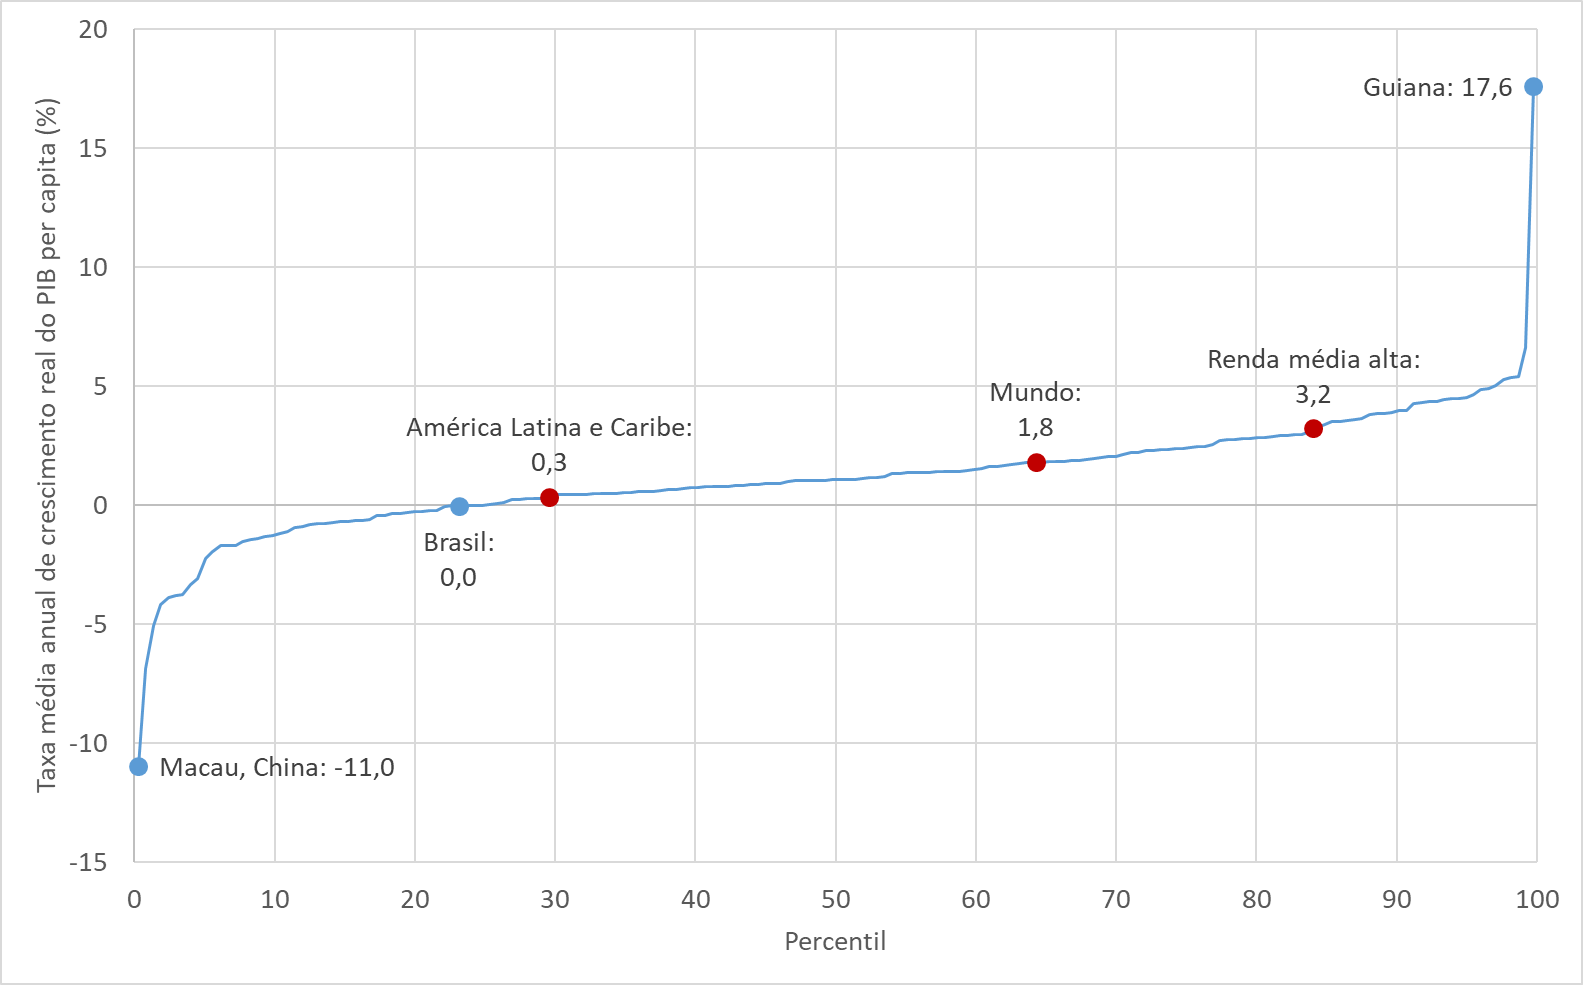 Taxa média anual de crescimento real do PIB per capita (%)
20
15
10
5
0
-5
-10
-15
Guiana: 17,6
Renda média alta:
3,2
Mundo:
1,8
América Latina e Caribe:
0,3
Brasil:
0,0
Macau, China: -11,0
0 10 20 30 40 50 60 70 80 90 100
Percentil